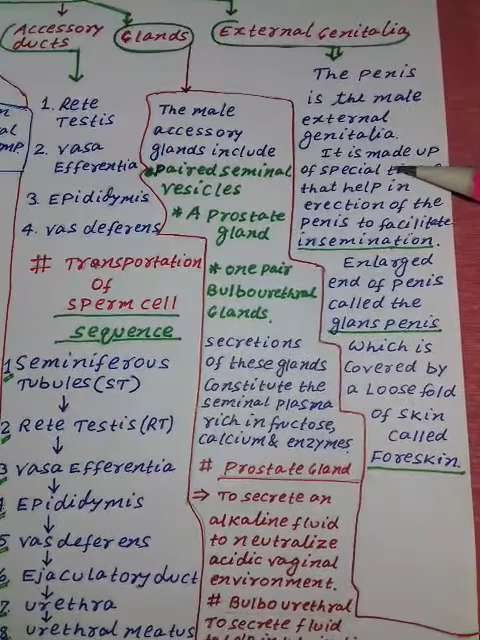 Accessory
ducts
Glands
External Genitalia
1. Rete
Testis
2. Vasa
Efferentia
3. Epididymis
4. vas deferens
# Transportation
of
sperm cell
sequence
1 Seminiferous
Tubules (ST)
2 Rete Testis (RT)
3 Vasa Efferentia
4 Epididymis
5 vas deferens
6. Ejaculatory duct
7. urethra
8. urethral meatus
The male
accessory
glands include
* paired seminal
vesicles
* A prostate
gland
* one pair
Bulbourethral
Glands.
secretions
of these glands
constitute the
seminal plasma
rich in fructose,
calcium & enzymes
# Prostate Gland
⇒ To secrete an
alkaline fluid
to neutralize
acidic vaginal
environment.
# Bulbourethral
To secrete fluid
The penis
is the male
external
genitalia.
It is made up
of special
that help in
erection of the
penis to facilitate
insemination.
Enlarged
end of penis
called the
glans penis
which is
covered by
a Loose fold
of skin
called
Foreskin.